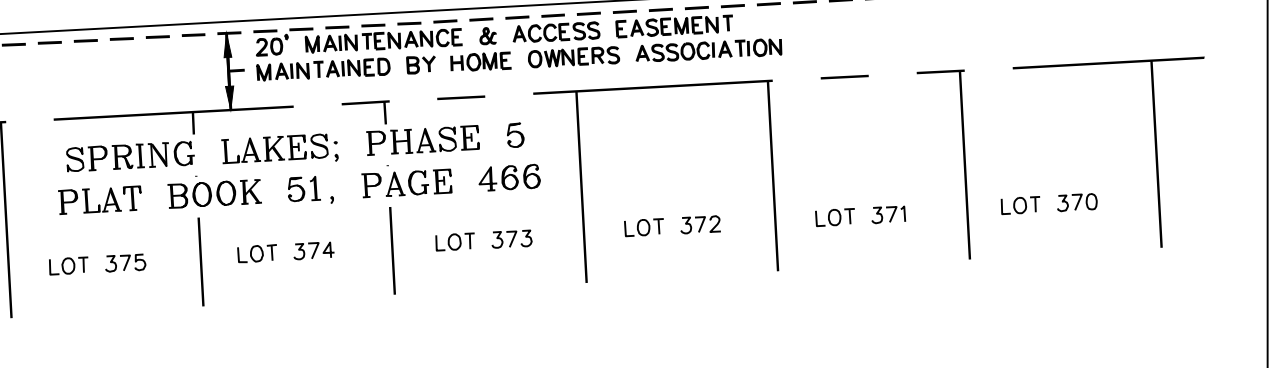 20' MAINTENANCE & ACCESS EASEMENT
MAINTAINED BY HOME OWNERS ASSOCIATION
SPRING LAKES; PHASE 5
PLAT BOOK 51, PAGE 466
LOT 375
LOT 374
LOT 373
LOT 372
LOT 371
LOT 370